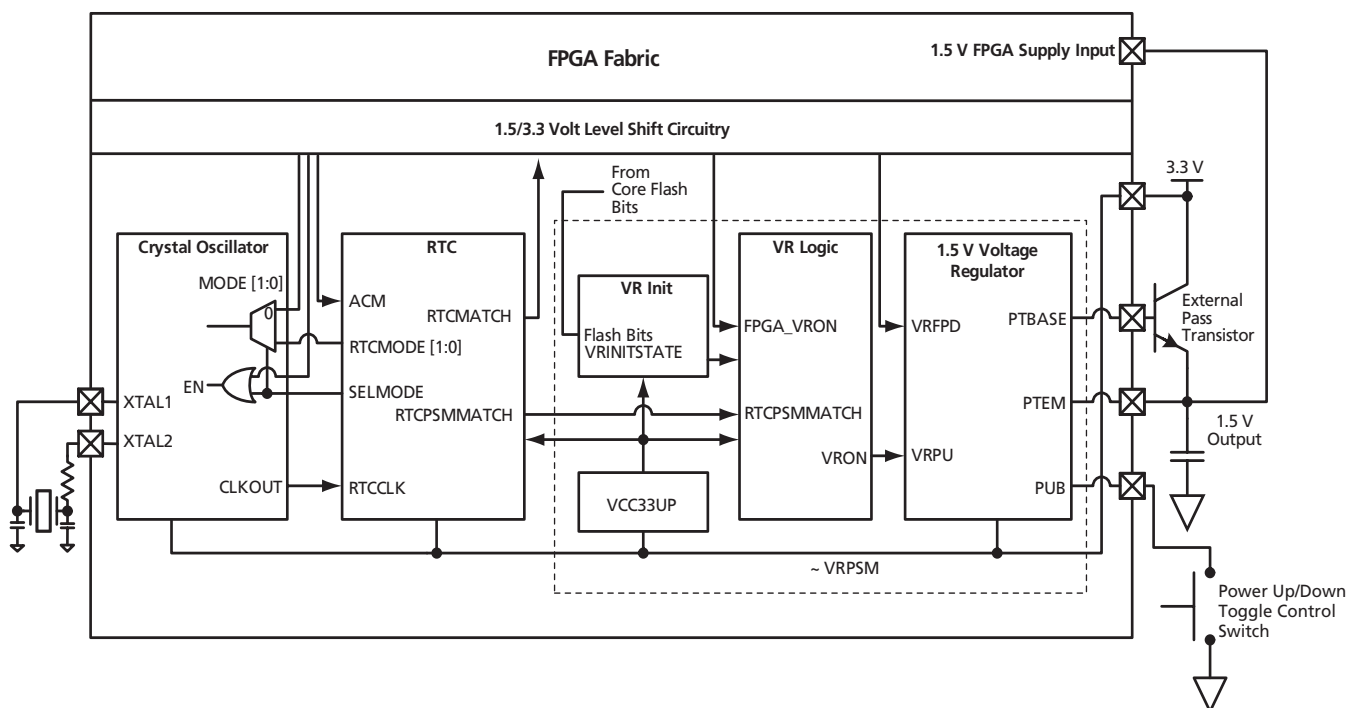 FPGA Fabric
1.5 V FPGA Supply Input
1.5/3.3 Volt Level Shift Circuitry
From
Core Flash
Bits
3.3 V
Crystal Oscillator
MODE [1:0]
0
EN
XTAL1
XTAL2
CLKOUT
RTC
ACM
RTCMATCH
RTCMODE [1:0]
SELMODE
RTCPSMMATCH
RTCCLK
VR Init
Flash Bits
VRINITSTATE
VCC33UP
VR Logic
FPGA_VRON
RTCPSMMATCH
VRON
1.5 V Voltage
Regulator
VRFPD
PTBASE
PTEM
VRPU
PUB
External
Pass
Transistor
1.5 V
Output
~ VRPSM
Power Up/Down
Toggle Control
Switch